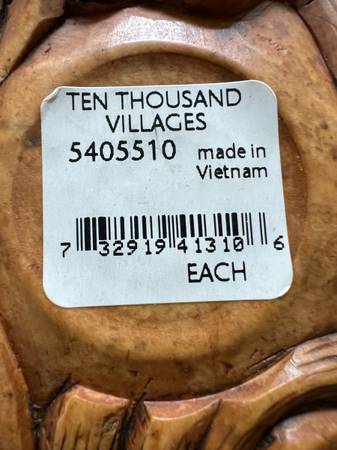 TEN THOUSAND
VILLAGES
5405510 made in
Vietnam
7 32919 41310 6
EACH